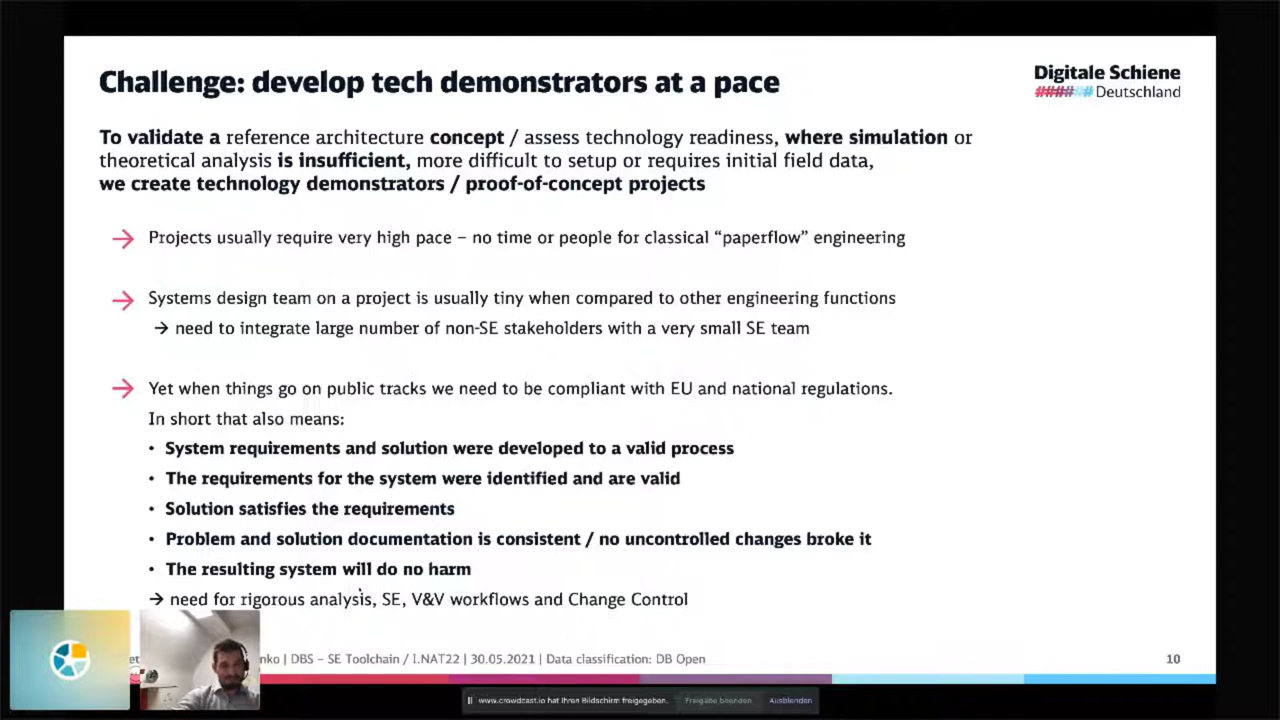 Challenge: develop tech demonstrators at a pace
Digitale Schiene
###### Deutschland
To validate a reference architecture concept / assess technology readiness, where simulation or
theoretical analysis is insufficient, more difficult to setup or requires initial field data,
we create technology demonstrators / proof-of-concept projects
→ Projects usually require very high pace – no time or people for classical “paperflow” engineering
→ Systems design team on a project is usually tiny when compared to other engineering functions
→ need to integrate large number of non-SE stakeholders with a very small SE team
→ Yet when things go on public tracks we need to be compliant with EU and national regulations.
In short that also means:
• System requirements and solution were developed to a valid process
• The requirements for the system were identified and are valid
• Solution satisfies the requirements
• Problem and solution documentation is consistent / no uncontrolled changes broke it
• The resulting system will do no harm
→ need for rigorous analysis, SE, V&V workflows and Change Control
| DBS – SE Toolchain / I.NAT22 | 30.05.2021 | Data classification: DB Open
10
www.crowdcast.io hat Ihren Bildschirm freigegeben. Freigabe beenden Ausblenden